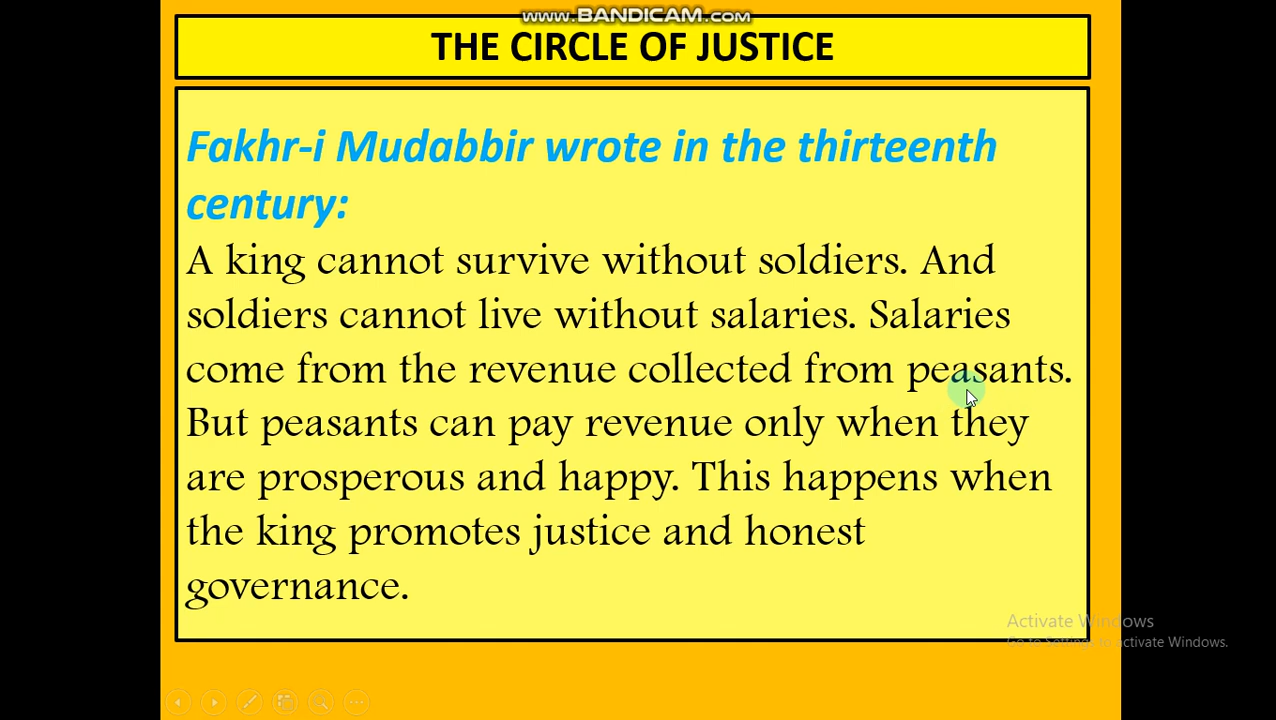 WWW.BANDICAM.COM
THE CIRCLE OF JUSTICE
Fakhr-i Mudabbir wrote in the thirteenth
century:
A king cannot survive without soldiers. And
soldiers cannot live without salaries. Salaries
come from the revenue collected from peasants.
But peasants can pay revenue only when they
are prosperous and happy. This happens when
the king promotes justice and honest
governance.
Activate Windows
Go to Settings to activate Windows.